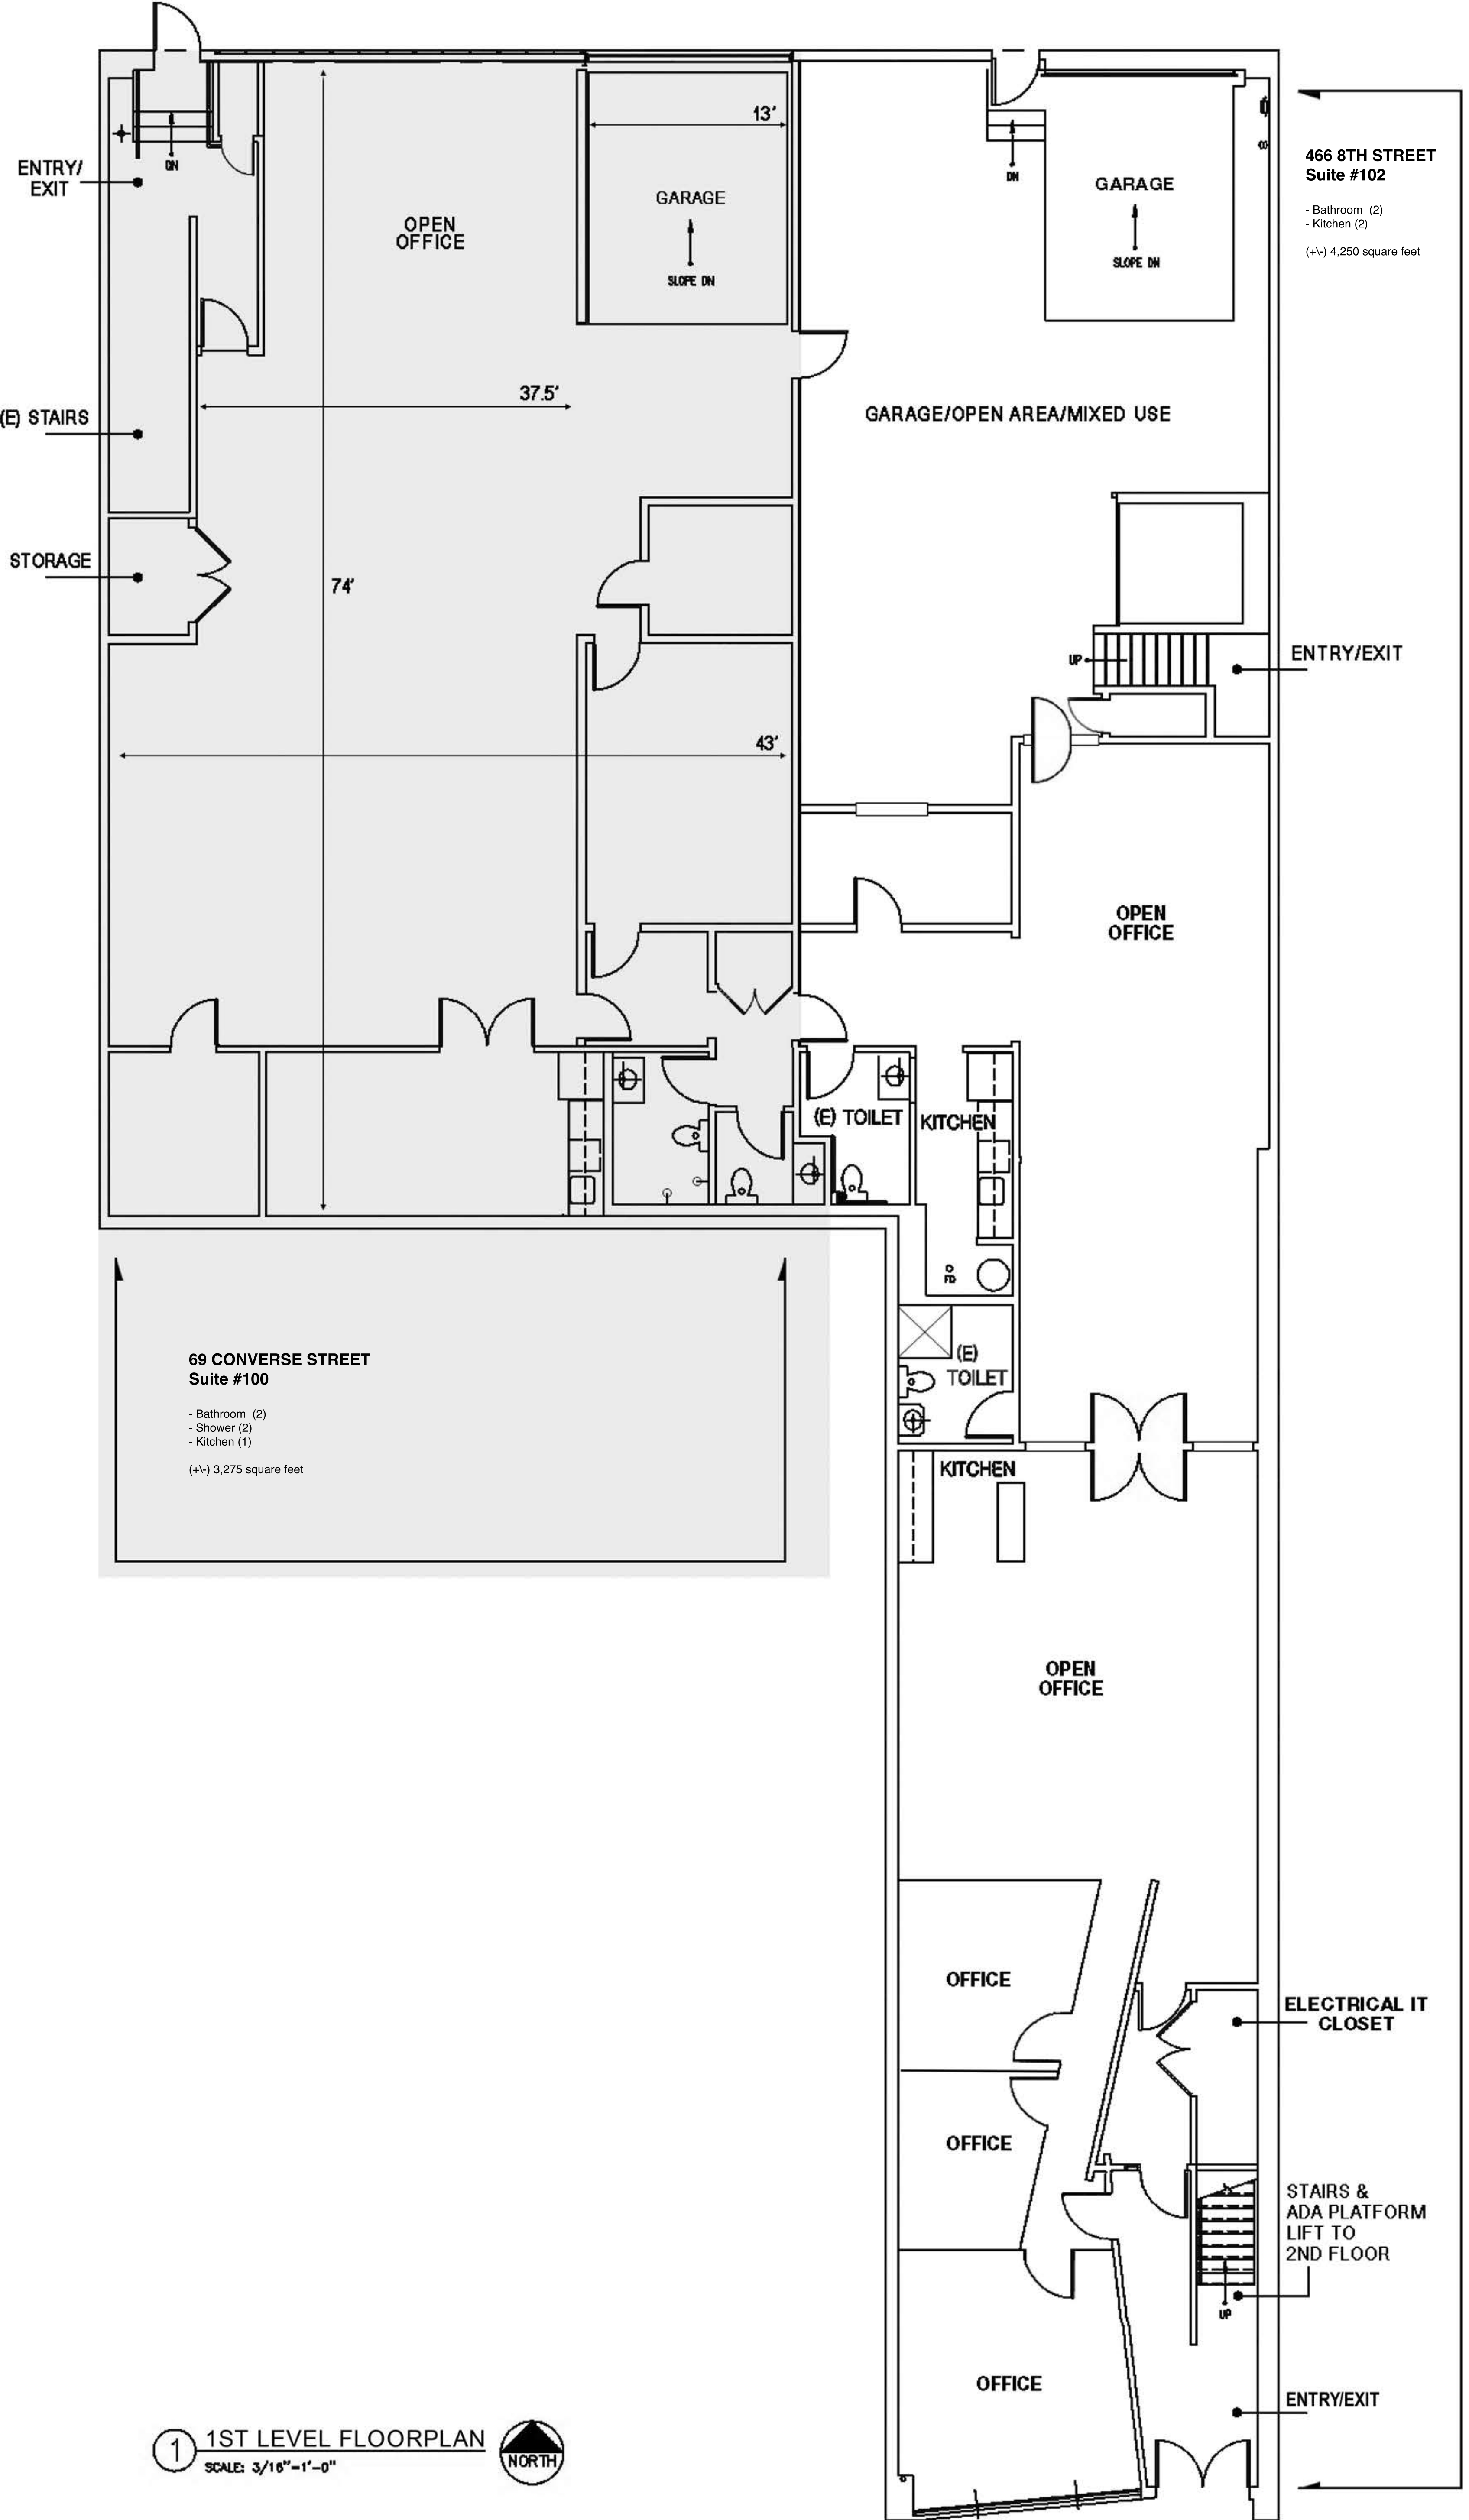 13'
466 8TH STREET
Suite #102
- Bathroom (2)
- Kitchen (2)
(+\-) 4,250 square feet
ENTRY/
EXIT
DN
DN
GARAGE
SLOPE DN
GARAGE
SLOPE DN
OPEN
OFFICE
37.5'
(E) STAIRS
GARAGE/OPEN AREA/MIXED USE
STORAGE
74'
UP
ENTRY/EXIT
43'
OPEN
OFFICE
(E) TOILET
KITCHEN
FD
69 CONVERSE STREET
Suite #100
- Bathroom (2)
- Shower (2)
- Kitchen (1)
(+\-) 3,275 square feet
(E)
TOILET
KITCHEN
OPEN
OFFICE
OFFICE
ELECTRICAL IT
CLOSET
OFFICE
STAIRS &
ADA PLATFORM
LIFT TO
2ND FLOOR
UP
OFFICE
ENTRY/EXIT
1
1ST LEVEL FLOORPLAN
SCALE: 3/16"=1'-0"
NORTH